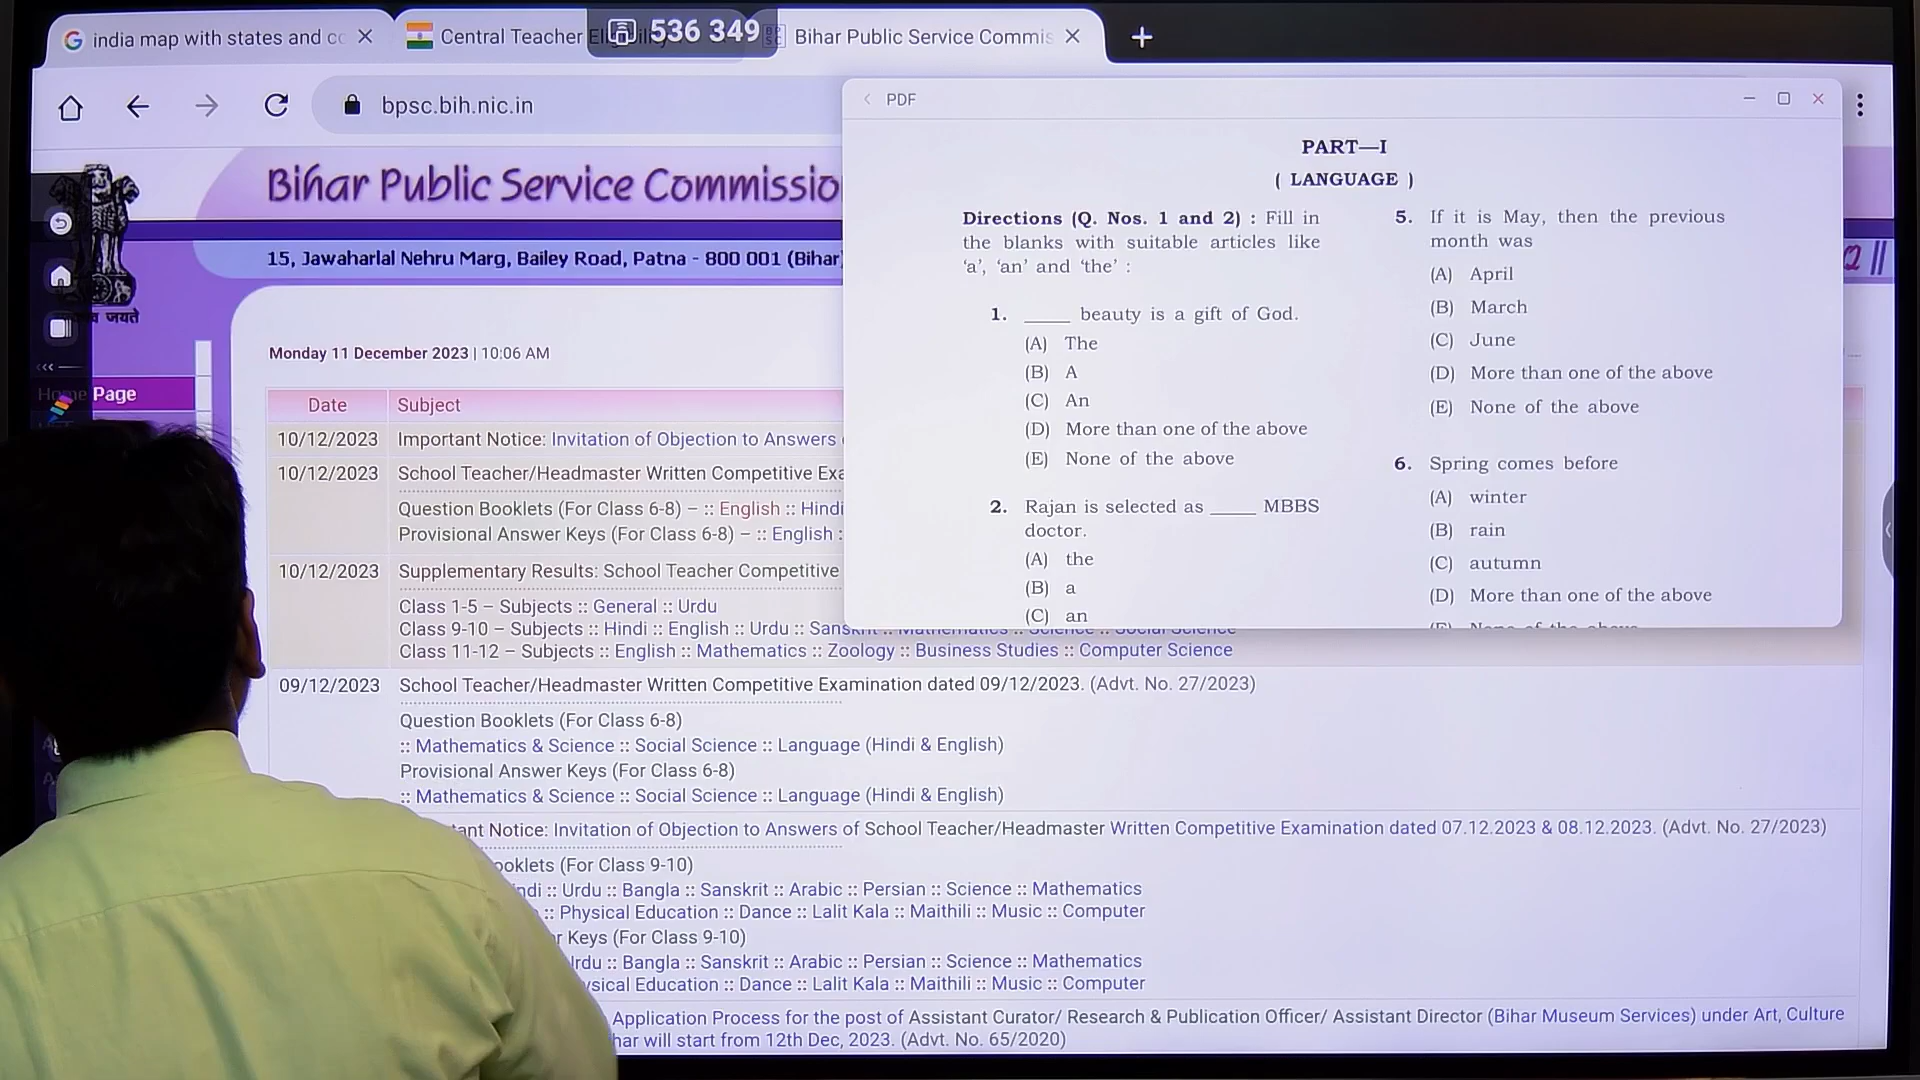 india map with states and co
Central Teacher
536 349
Bihar Public Service Commis
bpsc.bih.nic.in
Bihar Public Service Commissio
15, Jawaharlal Nehru Marg, Bailey Road, Patna - 800 001 (Bihar)
जयते
Monday 11 December 2023 | 10:06 AM
Home Page
Date Subject
10/12/2023 Important Notice: Invitation of Objection to Answers
10/12/2023 School Teacher/Headmaster Written Competitive Exa
Question Booklets (For Class 6-8) – :: English :: Hindi
Provisional Answer Keys (For Class 6-8) – :: English :
10/12/2023 Supplementary Results: School Teacher Competitive
Class 1-5 – Subjects :: General :: Urdu
Class 9-10 – Subjects :: Hindi :: English :: Urdu :: Sanskrit :: Mathematics :: Science :: Social Science
Class 11-12 – Subjects :: English :: Mathematics :: Zoology :: Business Studies :: Computer Science
09/12/2023 School Teacher/Headmaster Written Competitive Examination dated 09/12/2023. (Advt. No. 27/2023)
Question Booklets (For Class 6-8)
:: Mathematics & Science :: Social Science :: Language (Hindi & English)
Provisional Answer Keys (For Class 6-8)
:: Mathematics & Science :: Social Science :: Language (Hindi & English)
tant Notice: Invitation of Objection to Answers of School Teacher/Headmaster Written Competitive Examination dated 07.12.2023 & 08.12.2023. (Advt. No. 27/2023)
ooklets (For Class 9-10)
ndi :: Urdu :: Bangla :: Sanskrit :: Arabic :: Persian :: Science :: Mathematics
:: Physical Education :: Dance :: Lalit Kala :: Maithili :: Music :: Computer
r Keys (For Class 9-10)
Urdu :: Bangla :: Sanskrit :: Arabic :: Persian :: Science :: Mathematics
ysical Education :: Dance :: Lalit Kala :: Maithili :: Music :: Computer
Application Process for the post of Assistant Curator/ Research & Publication Officer/ Assistant Director (Bihar Museum Services) under Art, Culture
har will start from 12th Dec, 2023. (Advt. No. 65/2020)
PDF
PART—I
( LANGUAGE )
Directions (Q. Nos. 1 and 2) : Fill in
the blanks with suitable articles like
‘a’, ‘an’ and ‘the’ :
1. _____ beauty is a gift of God.
(A) The
(B) A
(C) An
(D) More than one of the above
(E) None of the above
2. Rajan is selected as _____ MBBS
doctor.
(A) the
(B) a
(C) an
5. If it is May, then the previous
month was
(A) April
(B) March
(C) June
(D) More than one of the above
(E) None of the above
6. Spring comes before
(A) winter
(B) rain
(C) autumn
(D) More than one of the above
(E) None of the above